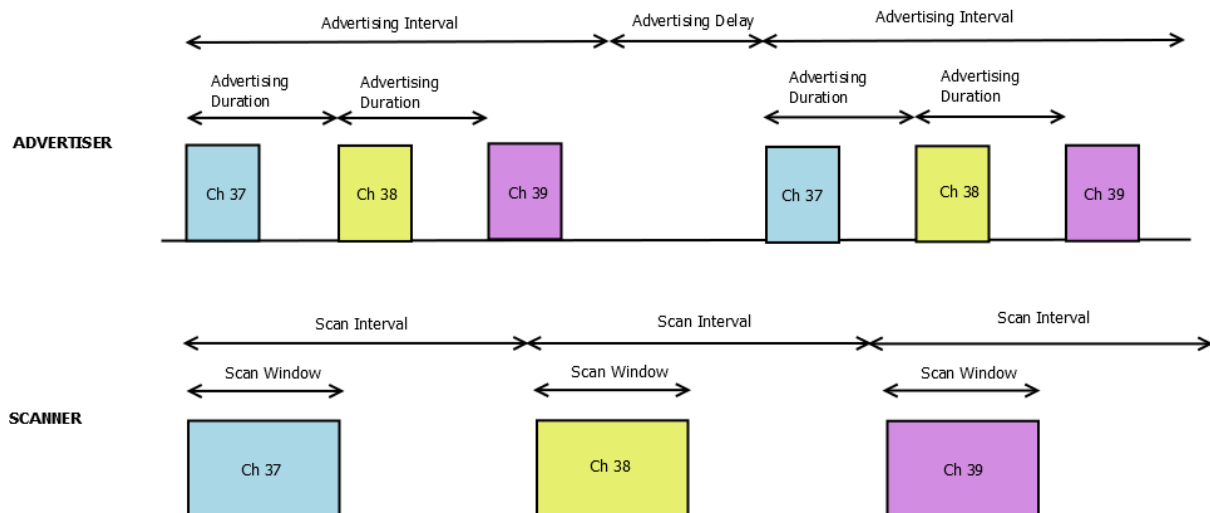 Advertising Interval
Advertising Delay
Advertising Interval
Advertising
Duration
Advertising
Duration
Advertising
Duration
Advertising
Duration
ADVERTISER
Ch 37
Ch 38
Ch 39
Ch 37
Ch 38
Ch 39
Scan Interval
Scan Interval
Scan Interval
Scan Window
Scan Window
Scan Window
SCANNER
Ch 37
Ch 38
Ch 39